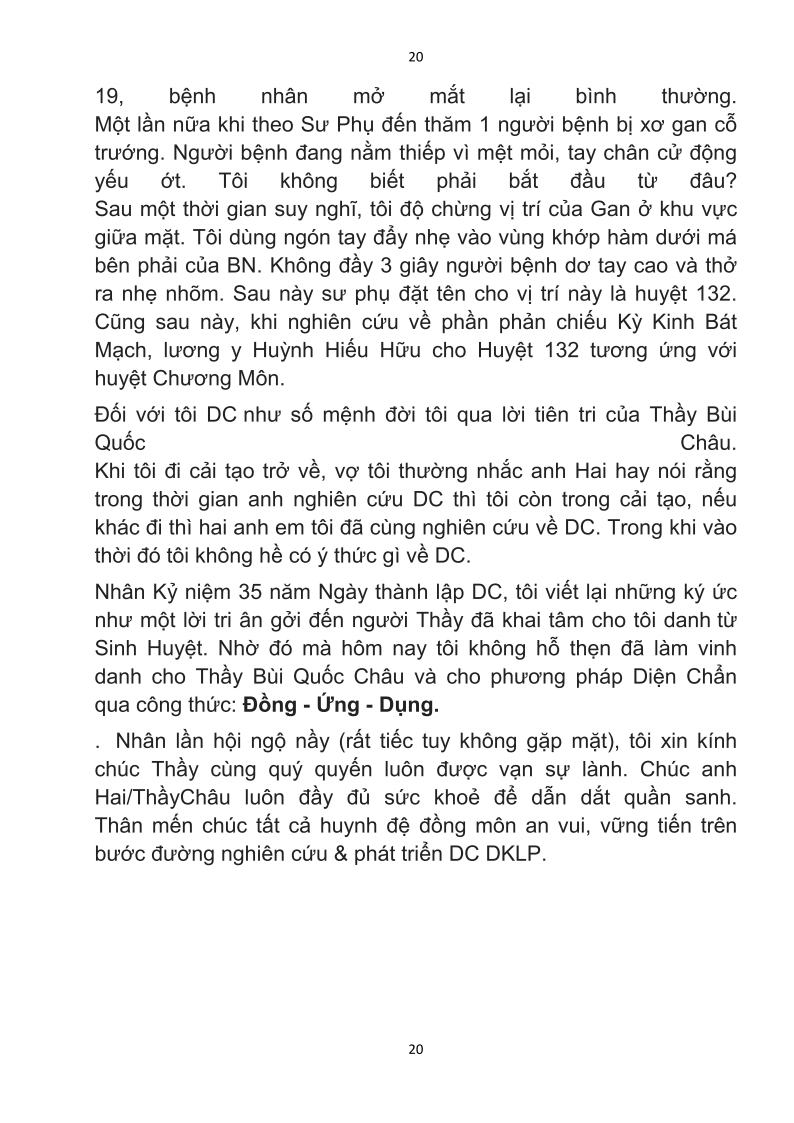 20
19, bệnh nhân mở mắt lại bình thường.
Một lần nữa khi theo Sư Phụ đến thăm 1 người bệnh bị xơ gan cỗ
trướng. Người bệnh đang nằm thiếp vì mệt mỏi, tay chân cử động
yếu ớt. Tôi không biết phải bắt đầu từ đâu?
Sau một thời gian suy nghĩ, tôi độ chừng vị trí của Gan ở khu vực
giữa mặt. Tôi dùng ngón tay đẩy nhẹ vào vùng khớp hàm dưới má
bên phải của BN. Không đầy 3 giây người bệnh dơ tay cao và thở
ra nhẹ nhõm. Sau này sư phụ đặt tên cho vị trí này là huyệt 132.
Cũng sau này, khi nghiên cứu về phần phản chiếu Kỳ Kinh Bát
Mạch, lương y Huỳnh Hiếu Hữu cho Huyệt 132 tương ứng với
huyệt Chương Môn.
Đối với tôi DC như số mệnh đời tôi qua lời tiên tri của Thầy Bùi
Quốc Châu.
Khi tôi đi cải tạo trở về, vợ tôi thường nhắc anh Hai hay nói rằng
trong thời gian anh nghiên cứu DC thì tôi còn trong cải tạo, nếu
khác đi thì hai anh em tôi đã cùng nghiên cứu về DC. Trong khi vào
thời đó tôi không hề có ý thức gì về DC.
Nhân Kỷ niệm 35 năm Ngày thành lập DC, tôi viết lại những ký ức
như một lời tri ân gởi đến người Thầy đã khai tâm cho tôi danh từ
Sinh Huyệt. Nhờ đó mà hôm nay tôi không hỗ thẹn đã làm vinh
danh cho Thầy Bùi Quốc Châu và cho phương pháp Diện Chẩn
qua công thức: Đồng - Ứng - Dụng.
. Nhân lần hội ngộ nầy (rất tiếc tuy không gặp mặt), tôi xin kính
chúc Thầy cùng quý quyến luôn được vạn sự lành. Chúc anh
Hai/ThầyChâu luôn đầy đủ sức khoẻ để dẫn dắt quần sanh.
Thân mến chúc tất cả huynh đệ đồng môn an vui, vững tiến trên
bước đường nghiên cứu & phát triển DC DKLP.
20